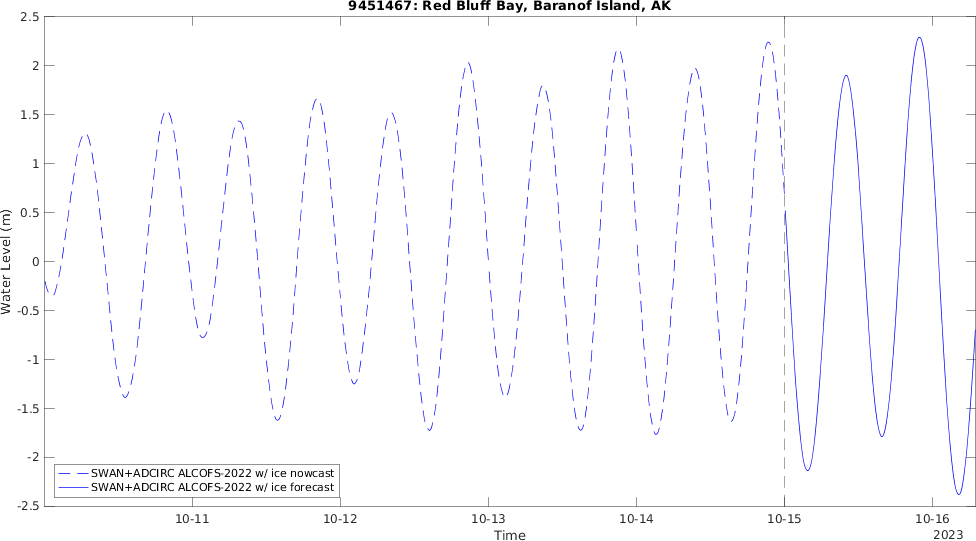 9451467: Red Bluff Bay, Baranof Island, AK
2.5
2
1.5
1
0.5
0
-0.5
-1
-1.5
-2
-2.5
Water Level (m)
SWAN+ADCIRC ALCOFS-2022 w/ ice nowcast
SWAN+ADCIRC ALCOFS-2022 w/ ice forecast
10-11 10-12 10-13 10-14 10-15 10-16
2023
Time